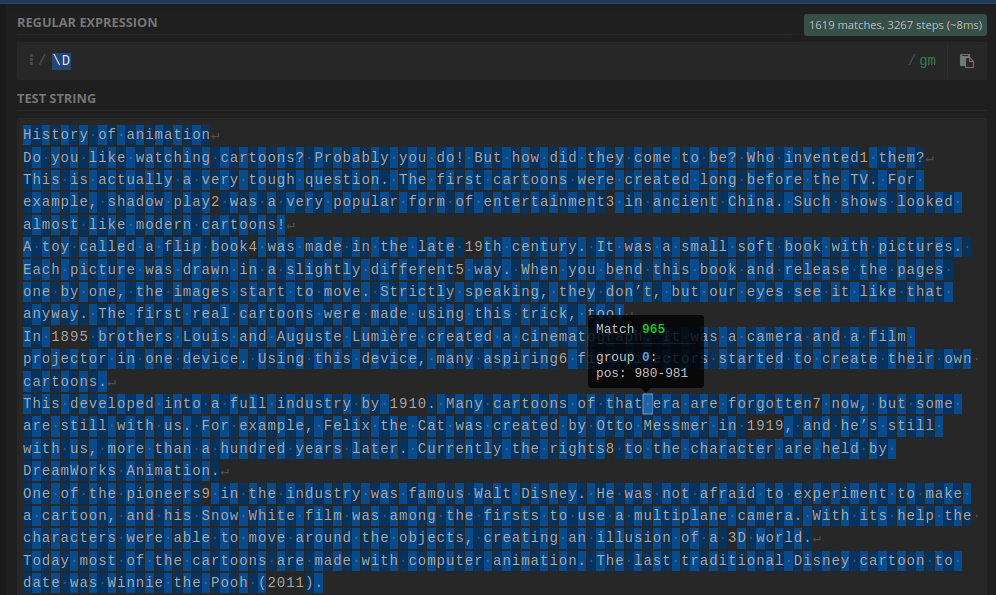 REGULAR EXPRESSION
1619 matches, 3267 steps (~8ms)
/ \D / gm
TEST STRING
History of animation
Do you like watching cartoons? Probably you do! But how did they come to be? Who invented1 them?
This is actually a very tough question. The first cartoons were created long before the TV. For
example, shadow play2 was a very popular form of entertainment3 in ancient China. Such shows looked
almost like modern cartoons!
A toy called a flip book4 was made in the late 19th century. It was a small soft book with pictures.
Each picture was drawn in a slightly different5 way. When you bend this book and release the pages
one by one, the images start to move. Strictly speaking, they don’t, but our eyes see it like that
anyway. The first real cartoons were made using this trick, too!
In 1895 brothers Louis and Auguste Lumière created a cinematograph. It was a camera and a film
projector in one device. Using this device, many aspiring6 directors started to create their own
cartoons.
Match 965
group 0:
pos: 980-981
This developed into a full industry by 1910. Many cartoons of that era are forgotten7 now, but some
are still with us. For example, Felix the Cat was created by Otto Messmer in 1919, and he’s still
with us, more than a hundred years later. Currently the rights8 to the character are held by
DreamWorks Animation.
One of the pioneers9 in the industry was famous Walt Disney. He was not afraid to experiment to make
a cartoon, and his Snow White film was among the firsts to use a multiplane camera. With its help the
characters were able to move around the objects, creating an illusion of a 3D world.
Today most of the cartoons are made with computer animation. The last traditional Disney cartoon to
date was Winnie the Pooh (2011).